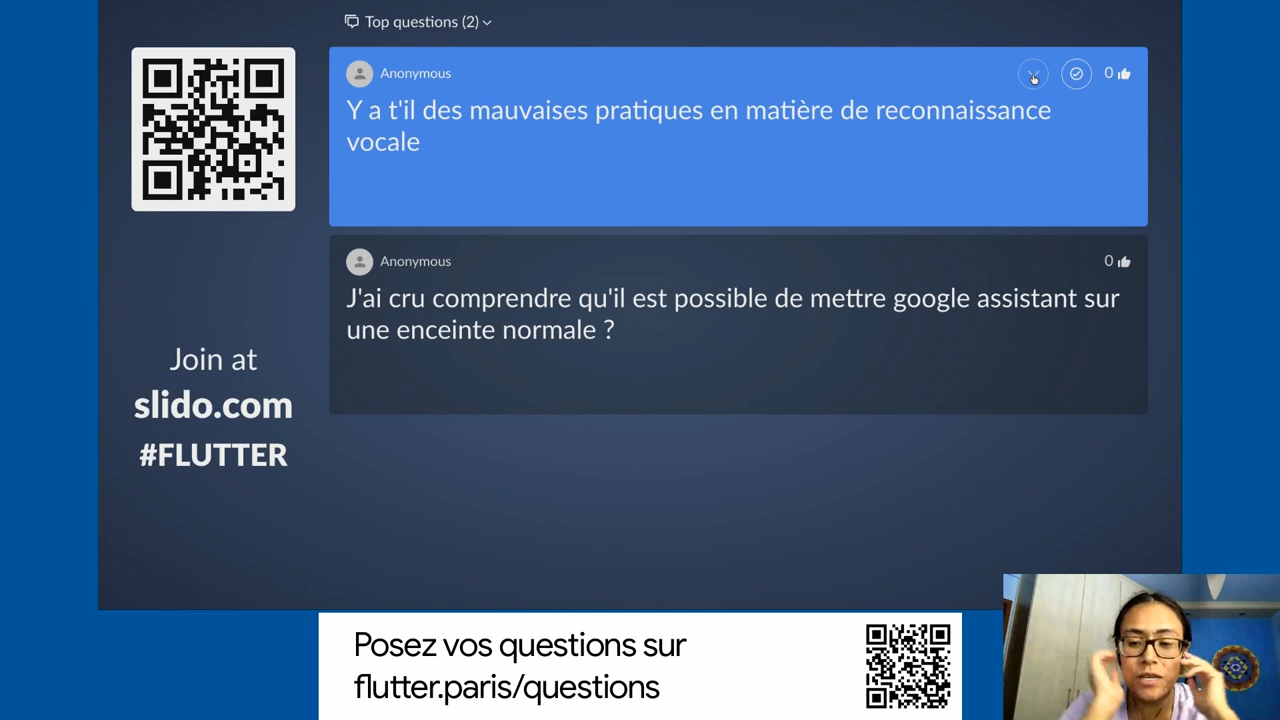 Top questions (2)
Anonymous
0
Y a t'il des mauvaises pratiques en matière de reconnaissance
vocale
Anonymous
0
J'ai cru comprendre qu'il est possible de mettre google assistant sur
une enceinte normale ?
Join at
slido.com
#FLUTTER
Posez vos questions sur
flutter.paris/questions